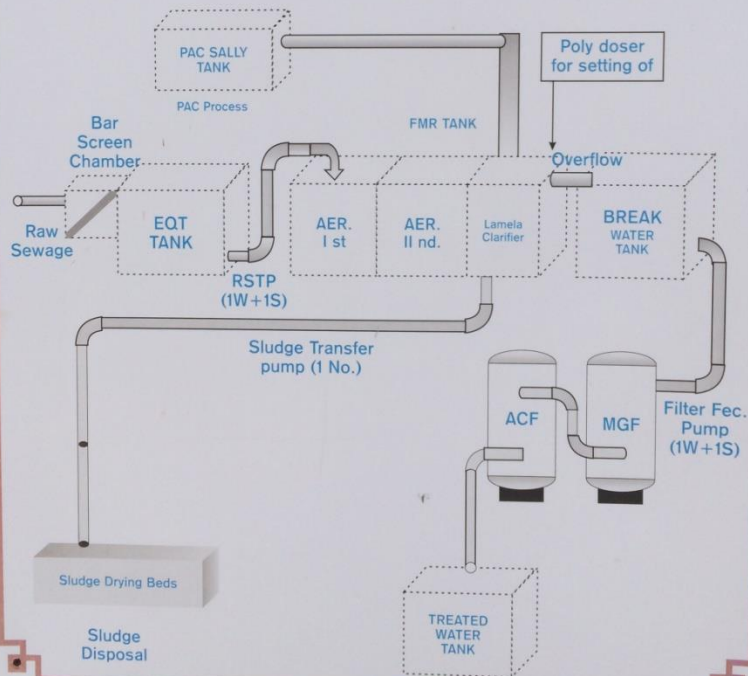 PAC SALLY
TANK
PAC Process
Poly doser
for setting of
FMR TANK
Bar
Screen
Chamber
Overflow
Raw
Sewage
EQT
TANK
AER.
I st
AER.
II nd.
Lamela
Clarifier
BREAK
WATER
TANK
RSTP
(1W+1S)
Sludge Transfer
pump (1 No.)
ACF
MGF
Filter Fec.
Pump
(1W+1S)
Sludge Drying Beds
Sludge
Disposal
TREATED
WATER
TANK